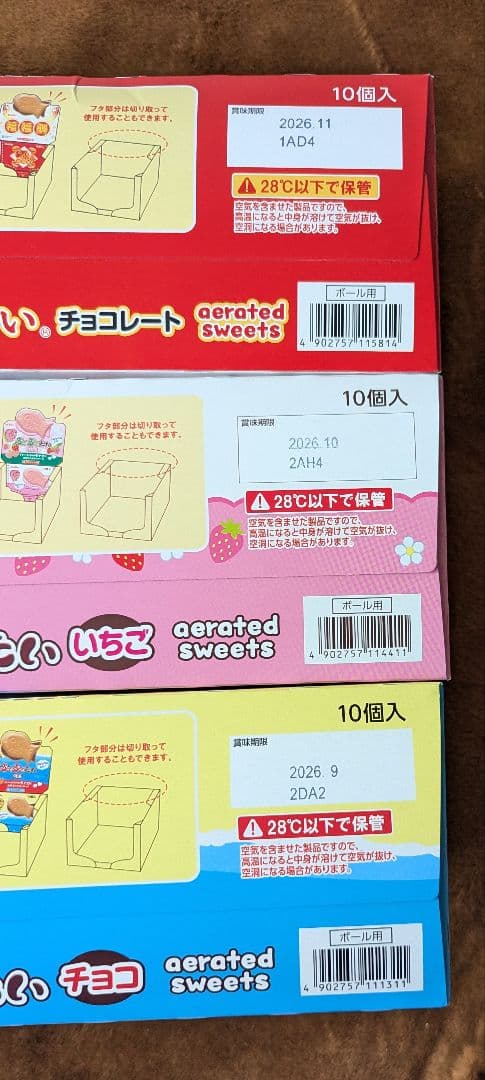 10個入
フタ部分は切り取って
使用することもできます。
賞味期限
2026.11
1AD4
福福鯛
28℃以下で保管
空気を含ませた製品ですので、
高温になると中身が溶けて空気が抜け、
空洞になる場合があります。
ボール用
い® チョコレート aerated sweets
4 902757 115814
10個入
フタ部分は切り取って
使用することもできます。
賞味期限
2026.10
2AH4
28℃以下で保管
空気を含ませた製品ですので、
高温になると中身が溶けて空気が抜け、
空洞になる場合があります。
ボール用
たい いちご aerated sweets
4 902757 114411
10個入
フタ部分は切り取って
使用することもできます。
賞味期限
2026. 9
2DA2
28℃以下で保管
空気を含ませた製品ですので、
高温になると中身が溶けて空気が抜け、
空洞になる場合があります。
ボール用
たい チョコ aerated sweets
4 902757 111311